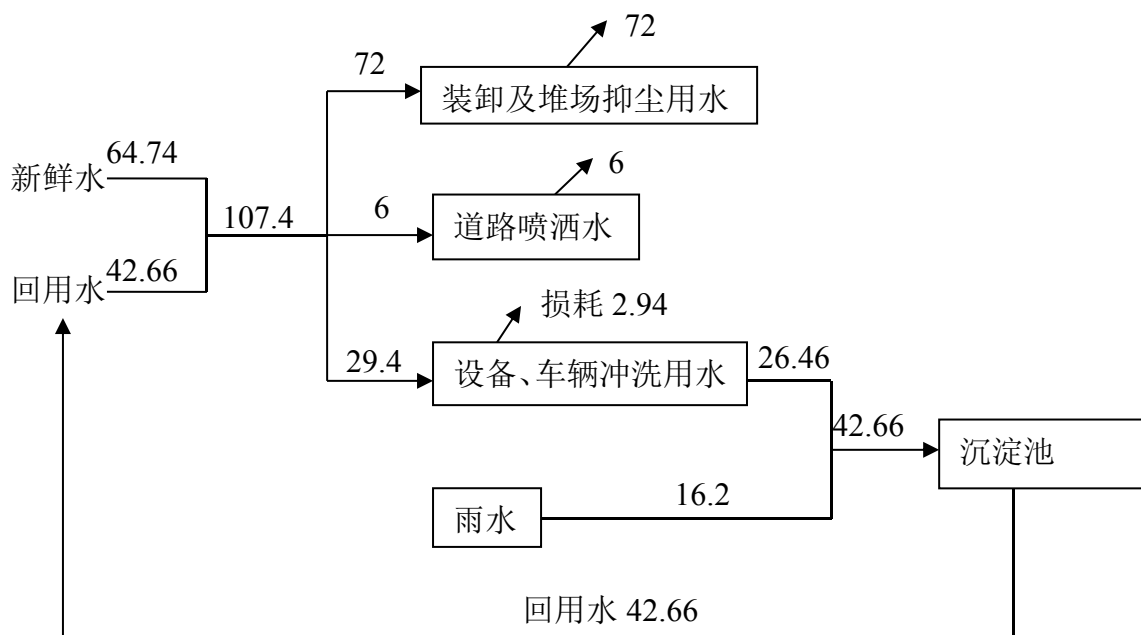 72
72
装卸及堆场抑尘用水
64.74
新鲜水
6
107.4
6
道路喷洒水
42.66
回用水
损耗 2.94
29.4
设备、车辆冲洗用水
26.46
42.66
沉淀池
16.2
雨水
回用水 42.66